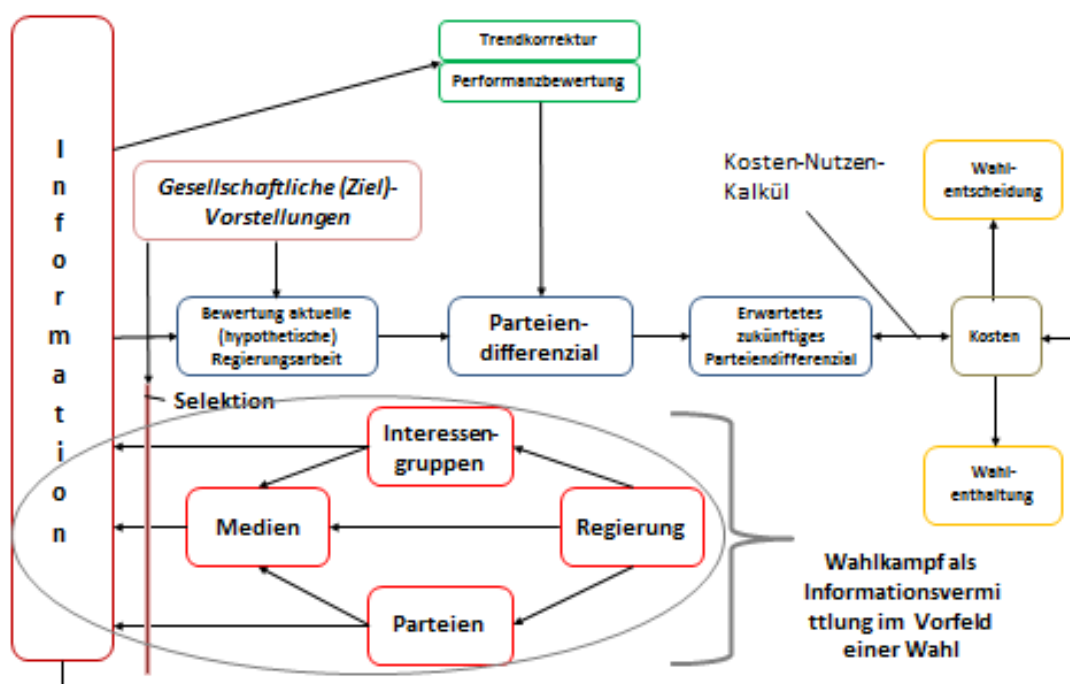 Information
Trendkorrektur
Performanzbewertung
Gesellschaftliche (Ziel)-
Vorstellungen
Kosten-Nutzen-
Kalkül
Wahl-
entscheidung
Bewertung aktuelle
(hypothetische)
Regierungsarbeit
Parteien-
differenzial
Erwartetes
zukünftiges
Parteiendifferenzial
Kosten
Selektion
Interessen-
gruppen
Medien
Regierung
Parteien
Wahl-
enthaltung
Wahlkampf als
Informationsvermi
ttlung im Vorfeld
einer Wahl